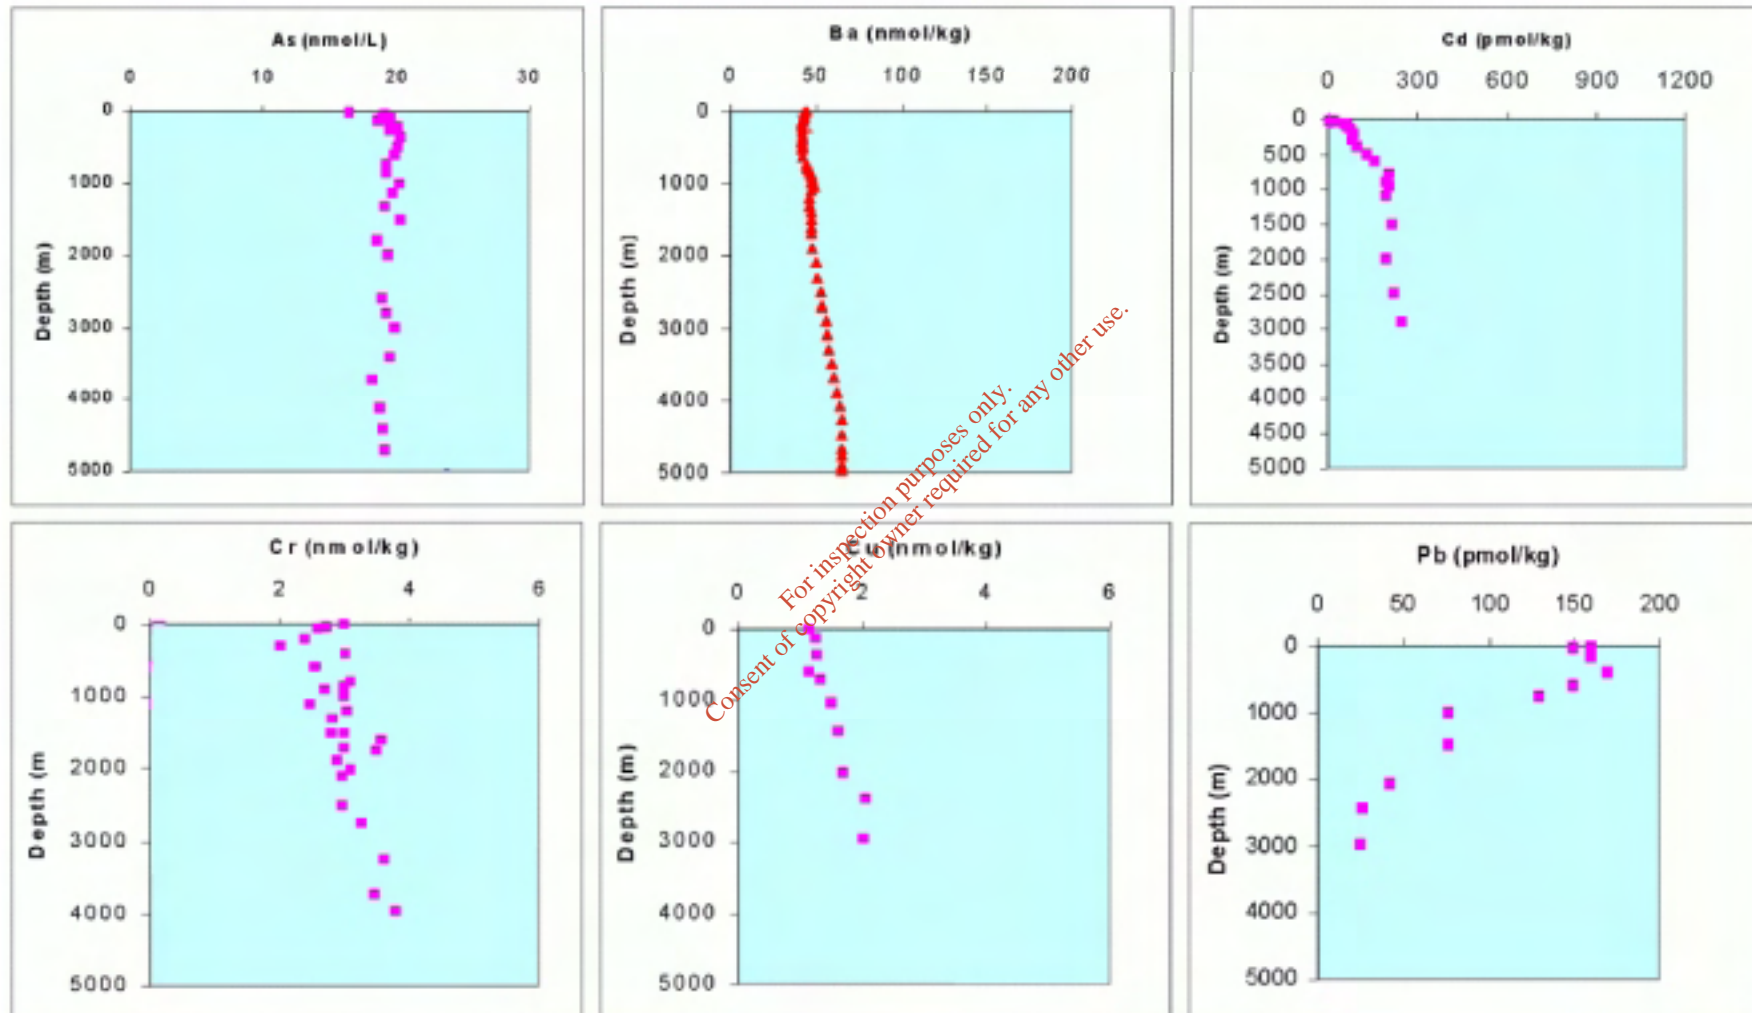 As (nmol/L)
0 10 20 30
0
1000
2000
3000
4000
5000
Depth (m)
Ba (nmol/kg)
0 50 100 150 200
0
1000
2000
3000
4000
5000
Depth (m)
Cd (pmol/kg)
0 300 600 900 1200
0
500
1000
1500
2000
2500
3000
3500
4000
4500
5000
Depth (m)
Cr (nmol/kg)
0 2 4 6
0
1000
2000
3000
4000
5000
Depth (m
Cu (nmol/kg)
0 2 4 6
0
1000
2000
3000
4000
5000
Depth (m)
Pb (pmol/kg)
0 50 100 150 200
0
1000
2000
3000
4000
5000
Depth (m)
For inspection purposes only.
Consent of copyright owner required for any other use.